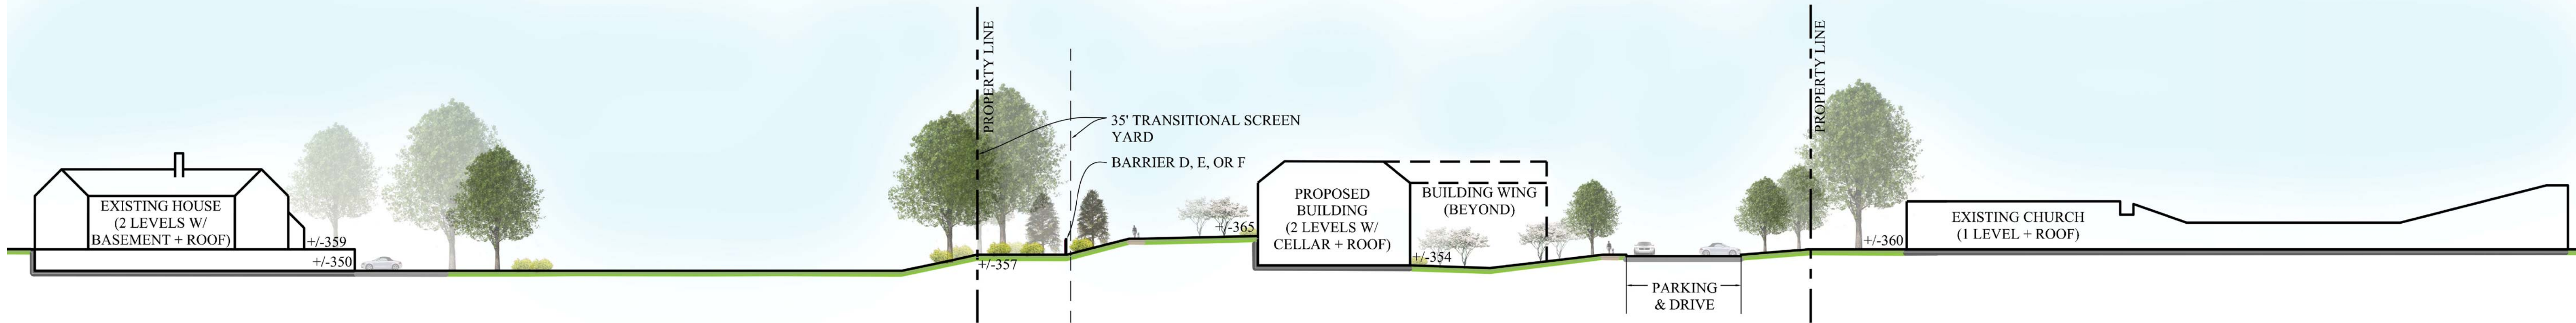 EXISTING HOUSE
(2 LEVELS W/
BASEMENT + ROOF)
+/-359
+/-350
PROPERTY LINE
+/-357
35' TRANSITIONAL SCREEN
YARD
BARRIER D, E, OR F
+/-365
PROPOSED
BUILDING
(2 LEVELS W/
CELLAR + ROOF)
BUILDING WING
(BEYOND)
+/-354
PARKING
& DRIVE
PROPERTY LINE
+/-360
EXISTING CHURCH
(1 LEVEL + ROOF)